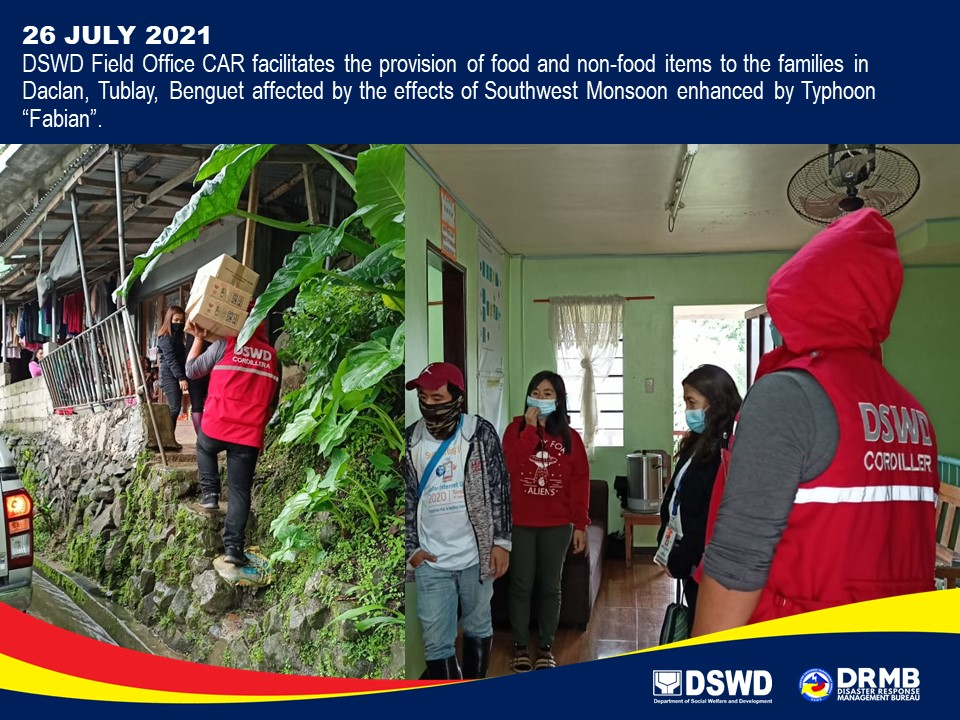 26 JULY 2021
DSWD Field Office CAR facilitates the provision of food and non-food items to the families in
Daclan, Tublay, Benguet affected by the effects of Southwest Monsoon enhanced by Typhoon
“Fabian”.
DSWD
CORDILLERA
2020
ALIENS
DSWD
CORDILLER
DSWD
Department of Social Welfare and Development
DRMB
DISASTER RESPONSE
MANAGEMENT BUREAU